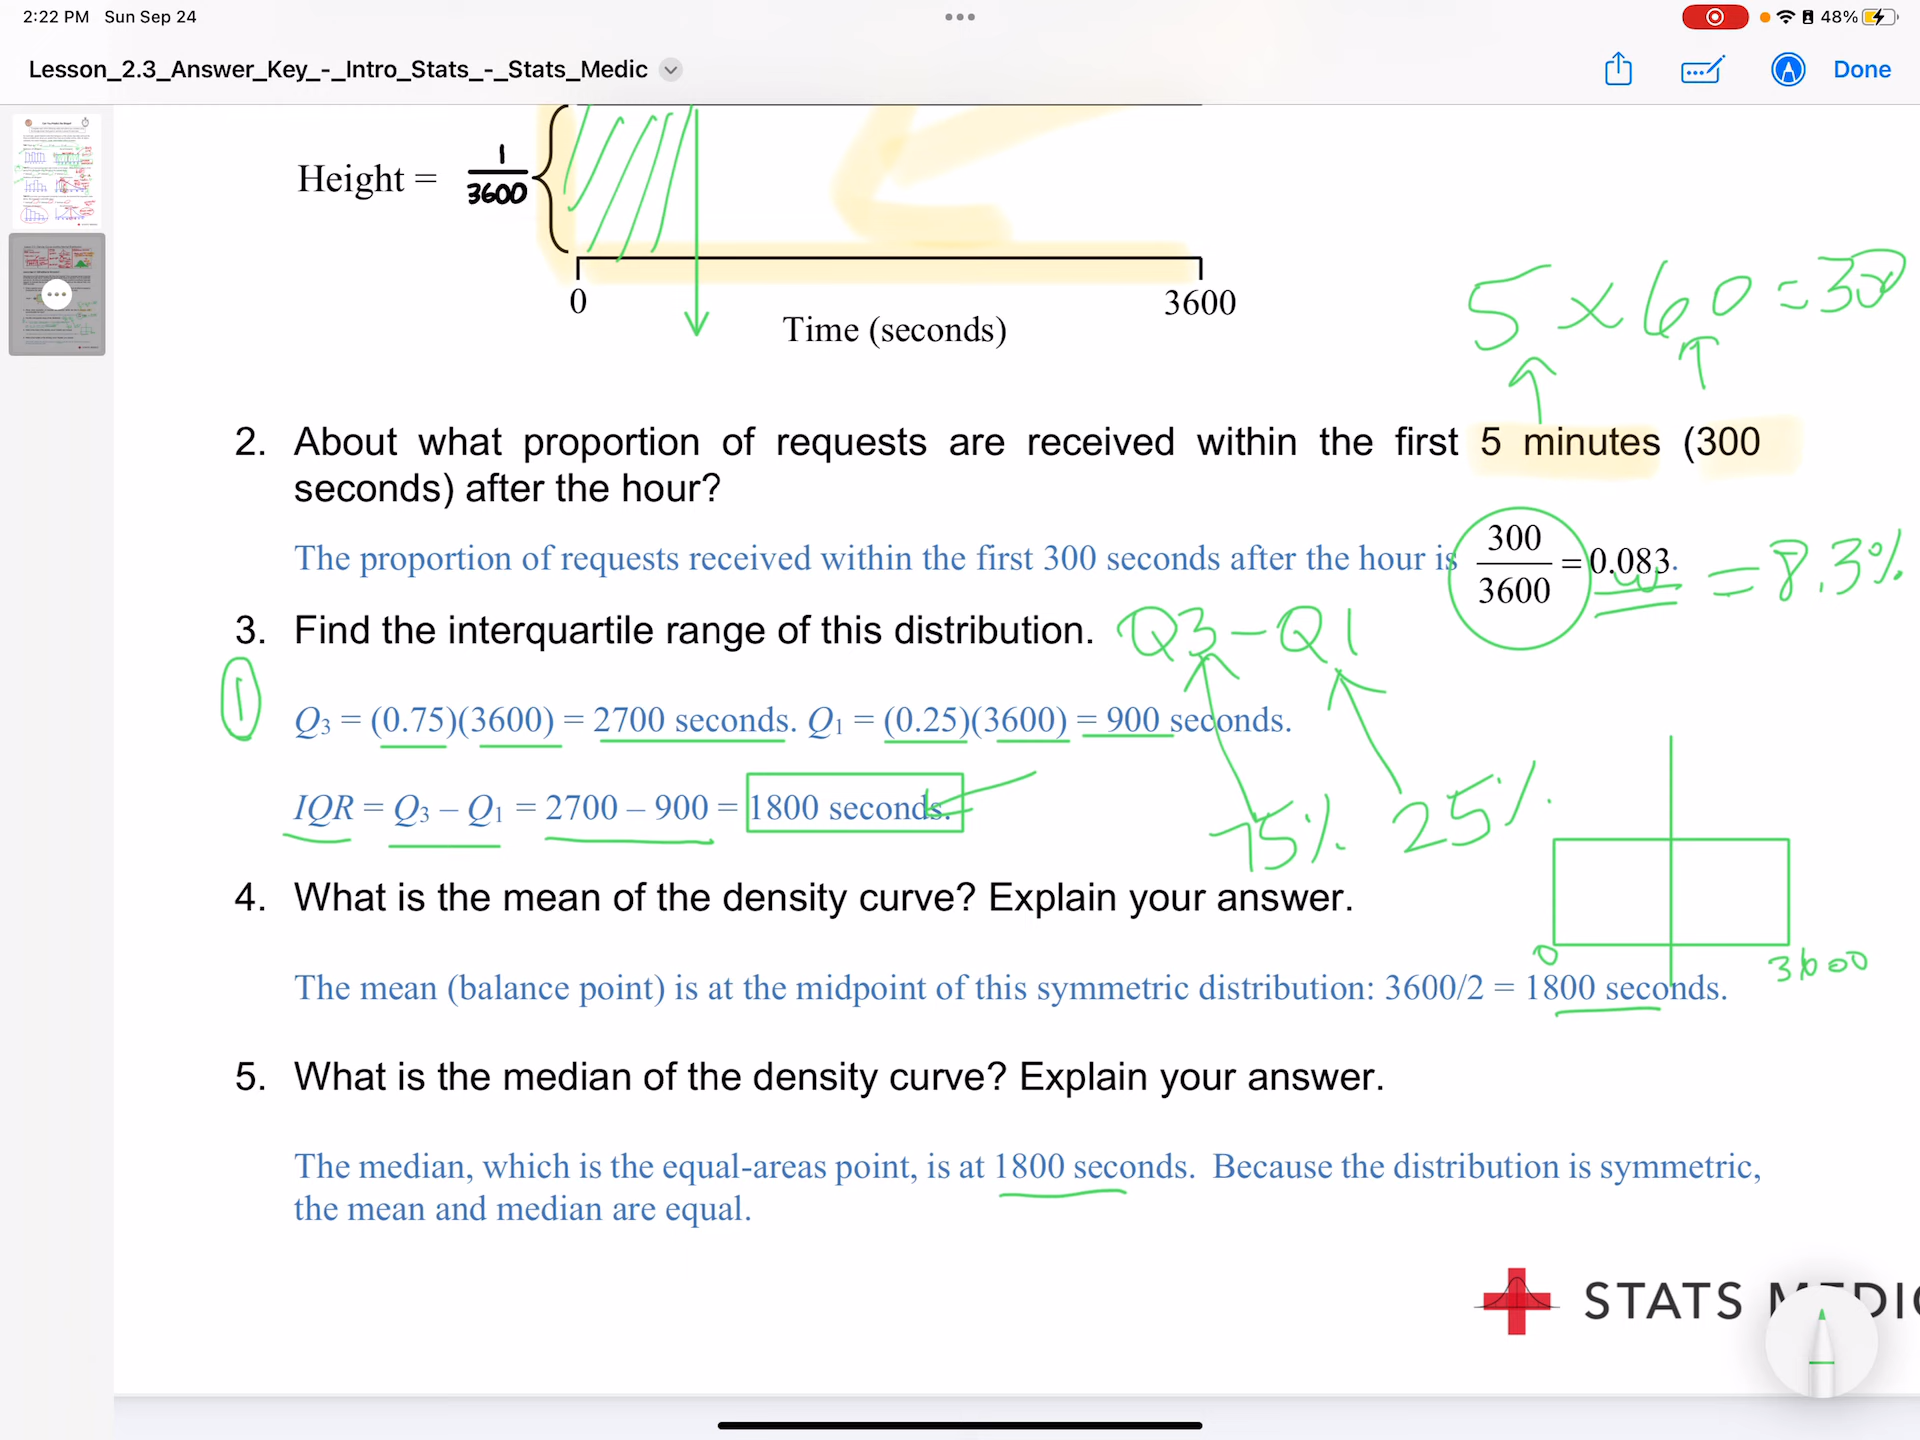 2:22 PM Sun Sep 24
48%
Lesson_2.3_Answer_Key_-_Intro_Stats_-_Stats_Medic
Done
Height = 1/3600
0
3600
Time (seconds)
5 x 60 = 300
2. About what proportion of requests are received within the first 5 minutes (300
seconds) after the hour?
The proportion of requests received within the first 300 seconds after the hour is 300/3600 = 0.083. = 8.3%
3. Find the interquartile range of this distribution. Q3 - Q1
1
Q3 = (0.75)(3600) = 2700 seconds. Q1 = (0.25)(3600) = 900 seconds.
IQR = Q3 – Q1 = 2700 – 900 = 1800 seconds.
75% 25%
4. What is the mean of the density curve? Explain your answer.
0
3600
The mean (balance point) is at the midpoint of this symmetric distribution: 3600/2 = 1800 seconds.
5. What is the median of the density curve? Explain your answer.
The median, which is the equal-areas point, is at 1800 seconds. Because the distribution is symmetric,
the mean and median are equal.
STATS